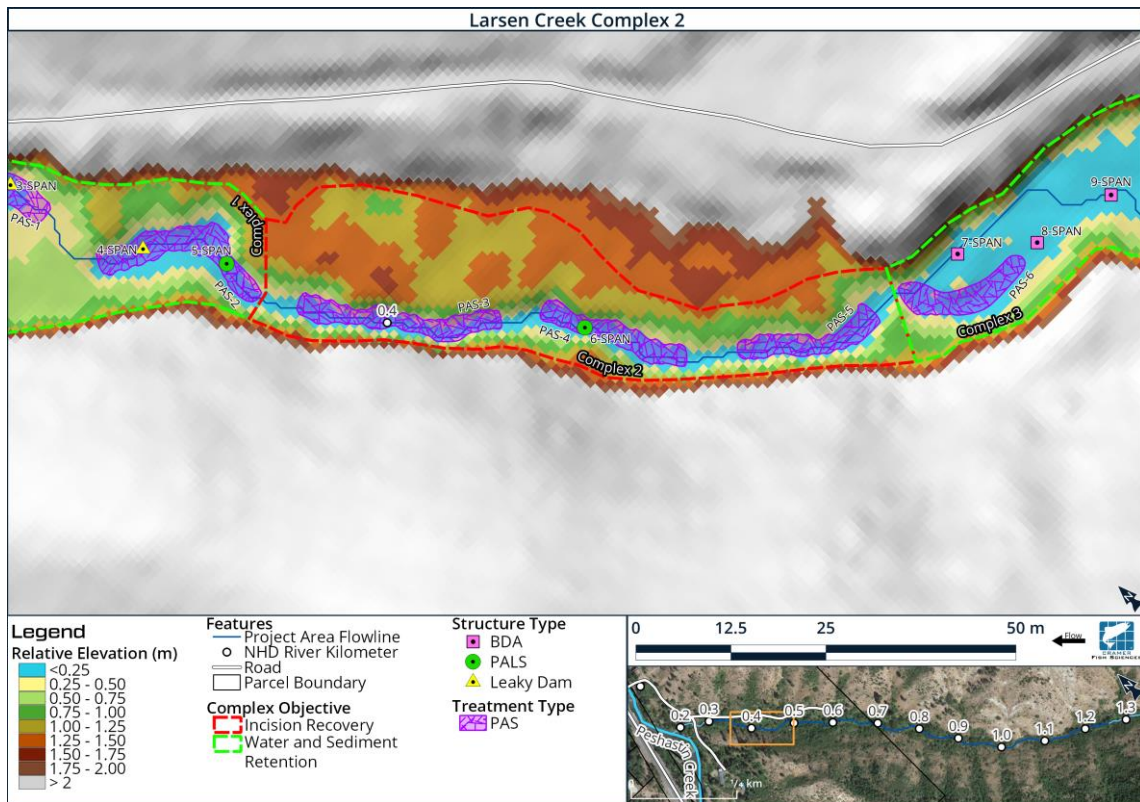 Larsen Creek Complex 2
3-SPAN
PAS-1
4-SPAN
5-SPAN
PAS-2
Complex 1
0.4
PAS-3
PAS-4
6-SPAN
Complex 2
PAS-5
7-SPAN
8-SPAN
9-SPAN
PAS-6
Complex 3
N
Legend
Relative Elevation (m)
<0.25
0.25 - 0.50
0.50 - 0.75
0.75 - 1.00
1.00 - 1.25
1.25 - 1.50
1.50 - 1.75
1.75 - 2.00
> 2
Features
Project Area Flowline
NHD River Kilometer
Road
Parcel Boundary
Complex Objective
Incision Recovery
Water and Sediment
Retention
Structure Type
BDA
PALS
Leaky Dam
Treatment Type
PAS
0 12.5 25 50 m
Flow
CRAMER
FISH SCIENCES
N
0.2 0.3 0.4 0.5 0.6 0.7 0.8 0.9 1.0 1.1 1.2 1.3
Peshastin Creek
1/4 km